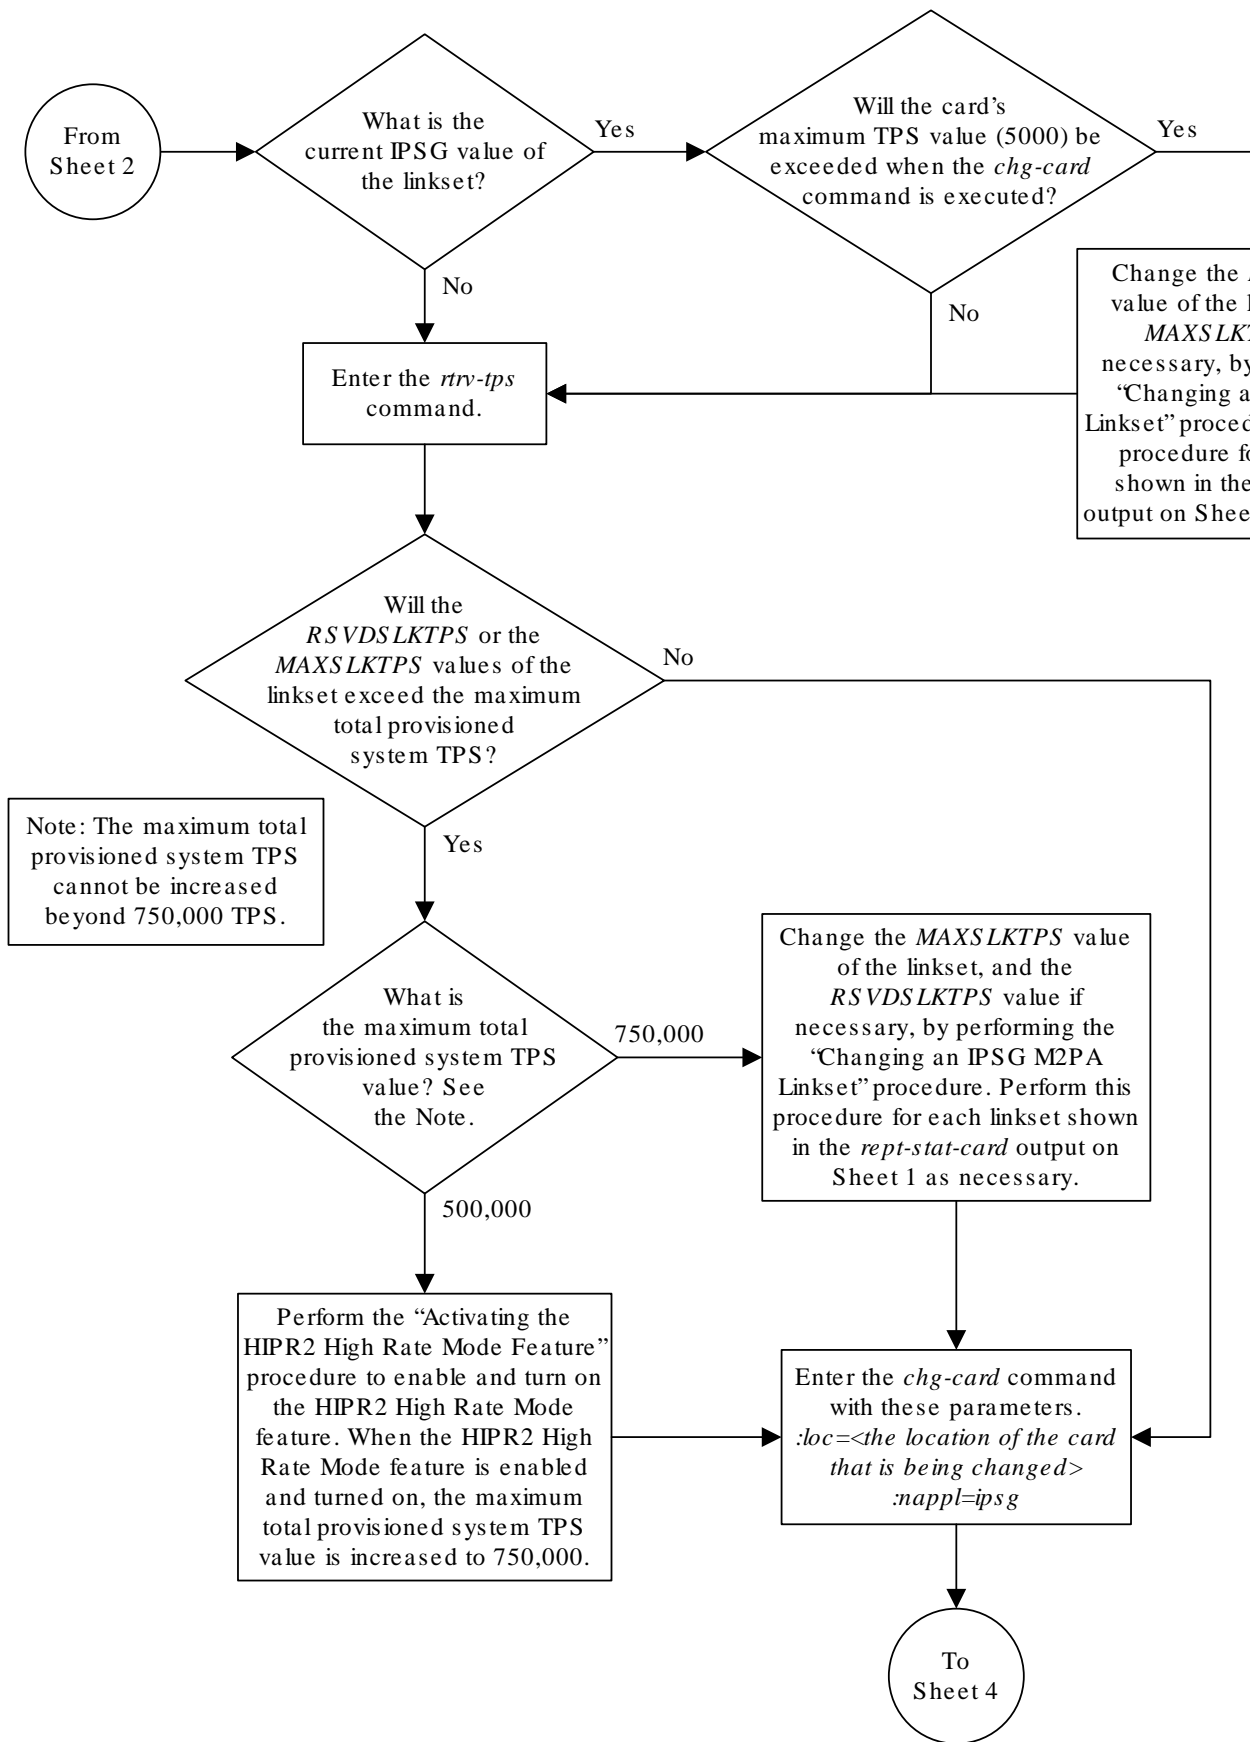 From
Sheet 2
What is the
current IPSG value of
the linkset?
Yes
No
Will the card's
maximum TPS value (5000) be
exceeded when the chg-card
command is executed?
Yes
No
Change the
value of the
necessary, by
"Changing a
Linkset" proced
procedure fo
shown in the
output on Shee
Enter the rtrv-tps
command.
Will the
RSVDSLKTPS or the
MAXSLKTPS values of the
linkset exceed the maximum
total provisioned
system TPS?
No
Yes
Note: The maximum total
provisioned system TPS
cannot be increased
beyond 750,000 TPS.
What is
the maximum total
provisioned system TPS
value? See
the Note.
750,000
500,000
Change the MAXSLKTPS value
of the linkset, and the
RSVDSLKTPS value if
necessary, by performing the
"Changing an IPSG M2PA
Linkset" procedure. Perform this
procedure for each linkset shown
in the rept-stat-card output on
Sheet 1 as necessary.
Perform the "Activating the
HIPR2 High Rate Mode Feature"
procedure to enable and turn on
the HIPR2 High Rate Mode
feature. When the HIPR2 High
Rate Mode feature is enabled
and turned on, the maximum
total provisioned system TPS
value is increased to 750,000.
Enter the chg-card command
with these parameters.
:loc=<the location of the card
that is being changed>
:nappl=ipsg
To
Sheet 4